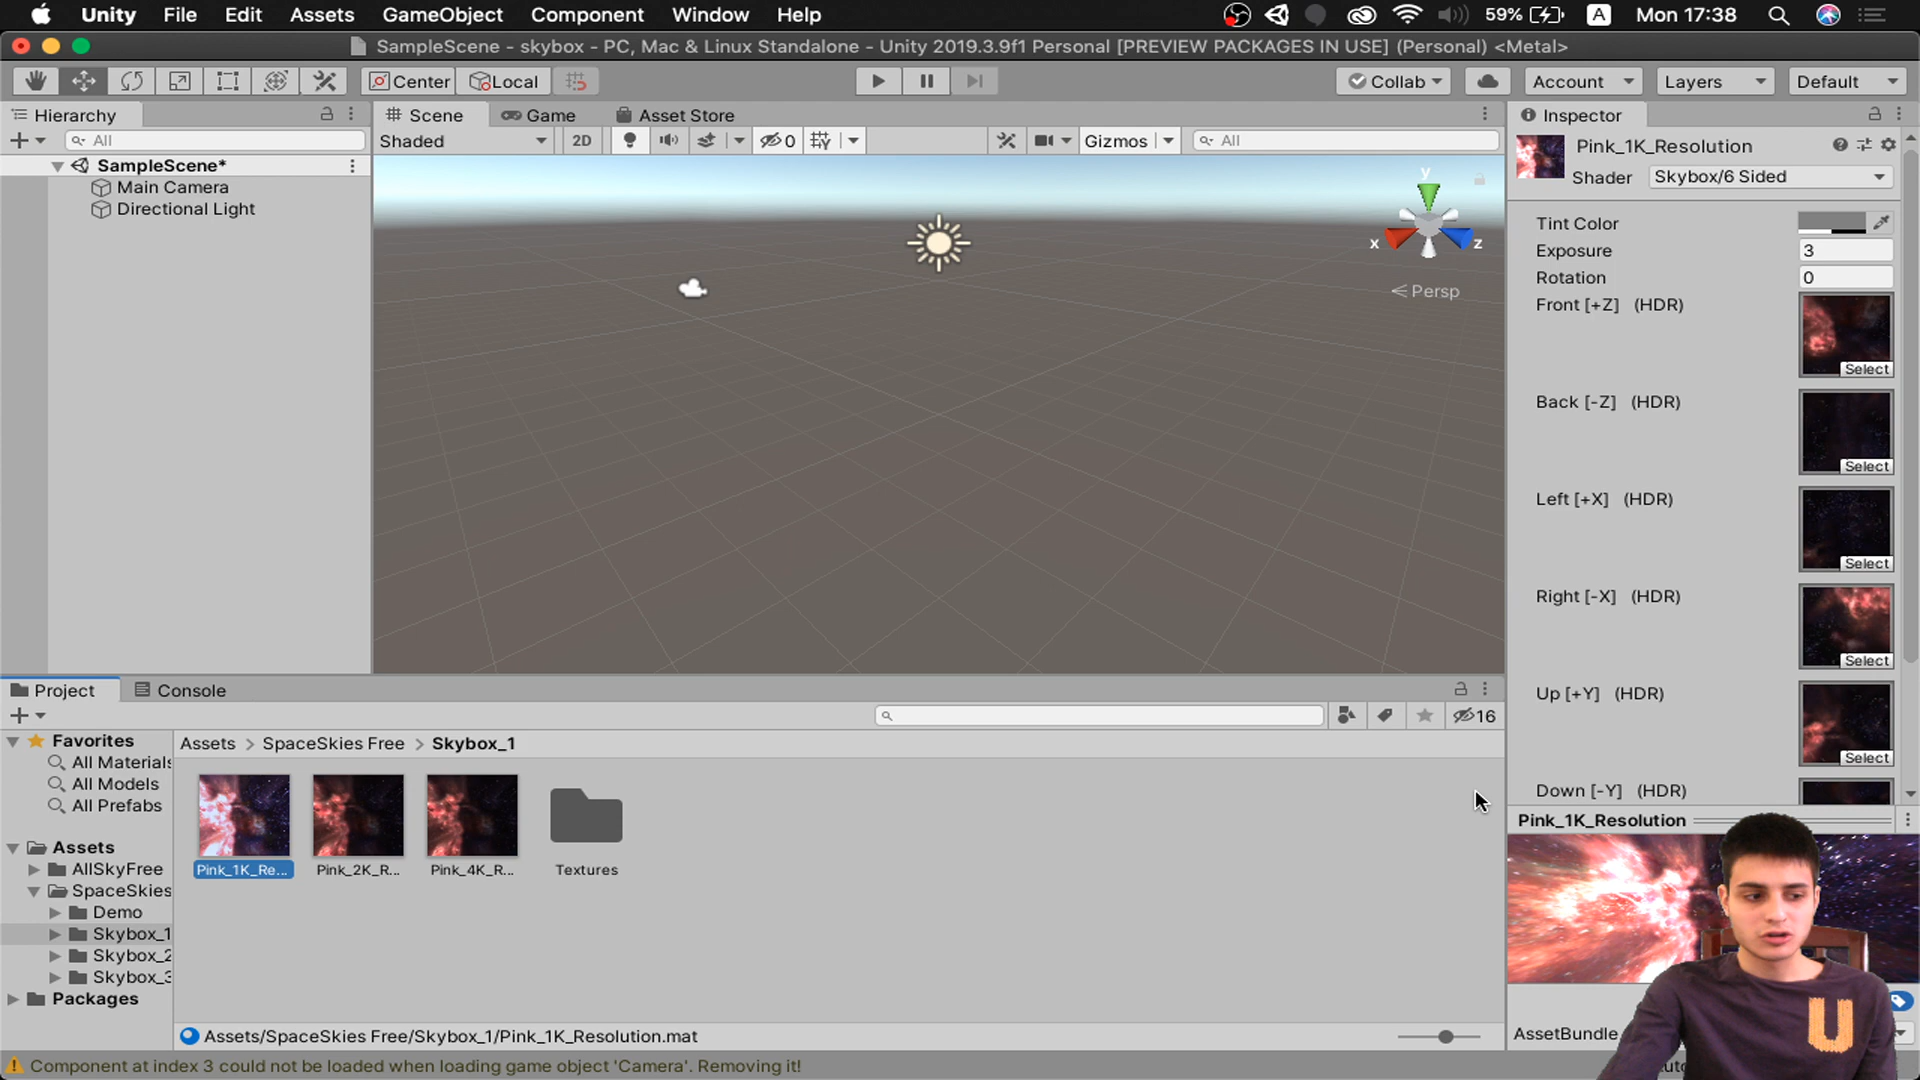 Unity File Edit Assets GameObject Component Window Help 59% A Mon 17:38
SampleScene - skybox - PC, Mac & Linux Standalone - Unity 2019.3.9f1 Personal [PREVIEW PACKAGES IN USE] (Personal) <Metal>
Center Local Collab Account Layers Default
Hierarchy
All
SampleScene*
Main Camera
Directional Light
Scene Game Asset Store
Shaded 2D 0 Gizmos All
y
x z
Persp
Inspector
Pink_1K_Resolution
Shader Skybox/6 Sided
Tint Color
Exposure 3
Rotation 0
Front [+Z] (HDR)
Select
Back [-Z] (HDR)
Select
Left [+X] (HDR)
Select
Right [-X] (HDR)
Select
Up [+Y] (HDR)
Select
Down [-Y] (HDR)
Pink_1K_Resolution
AssetBundle
U
Project Console
16
Favorites
All Materials
All Models
All Prefabs
Assets
AllSkyFree
SpaceSkies
Demo
Skybox_1
Skybox_2
Skybox_3
Packages
Assets > SpaceSkies Free > Skybox_1
Pink_1K_Re... Pink_2K_R... Pink_4K_R... Textures
Assets/SpaceSkies Free/Skybox_1/Pink_1K_Resolution.mat
Component at index 3 could not be loaded when loading game object 'Camera'. Removing it!